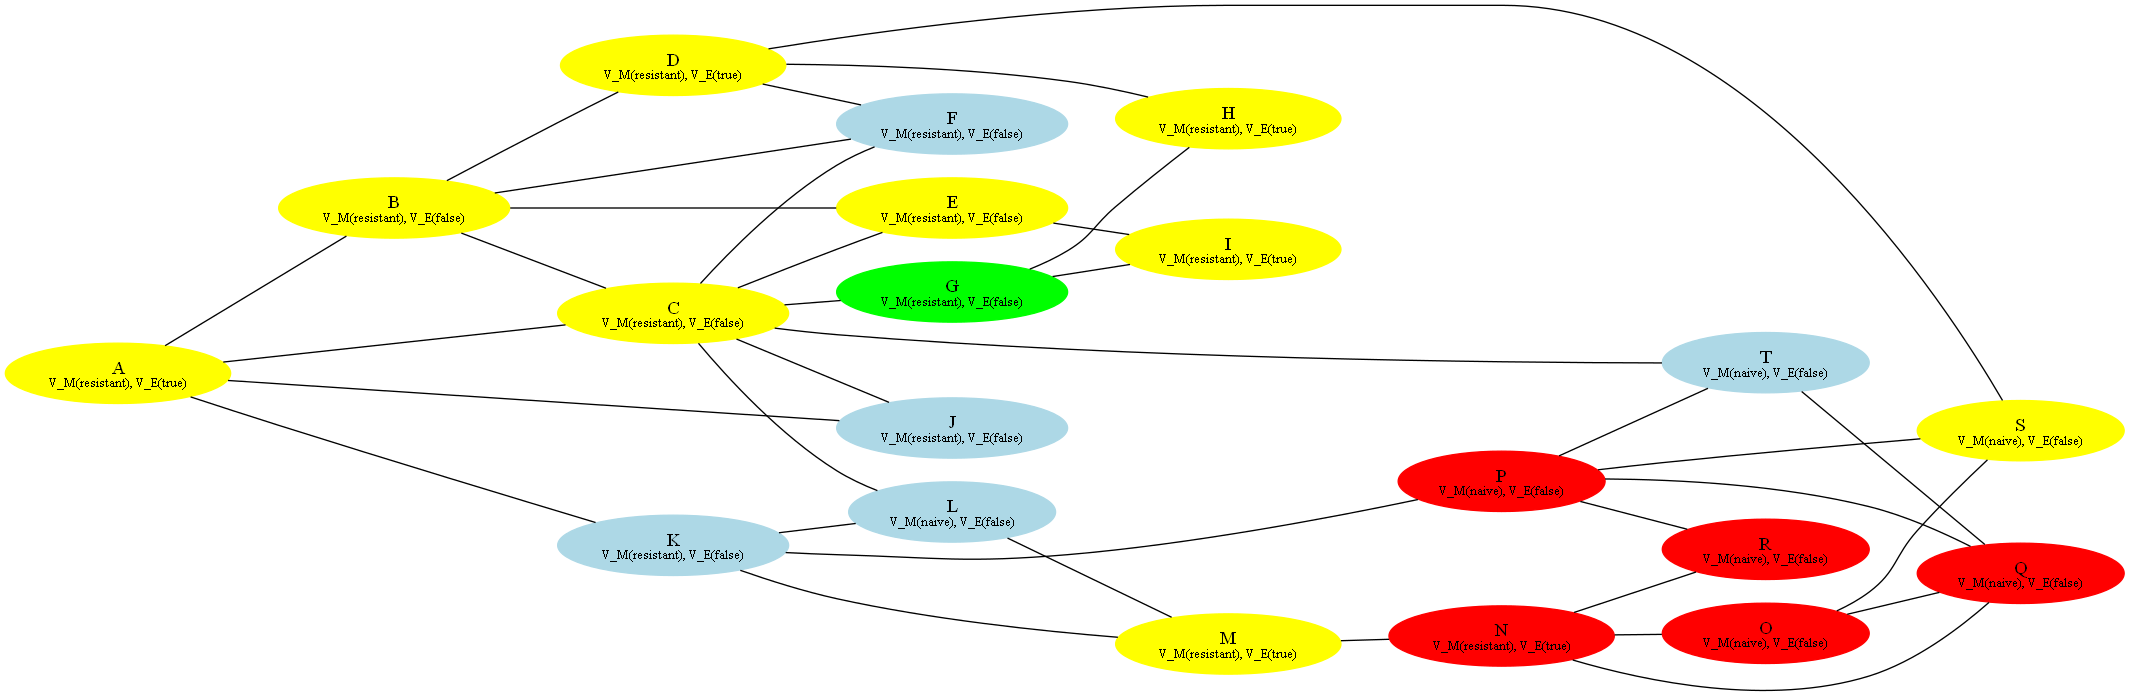 D
V_M(resistant), V_E(true)
H
V_M(resistant), V_E(true)
F
V_M(resistant), V_E(false)
B
V_M(resistant), V_E(false)
E
V_M(resistant), V_E(false)
I
V_M(resistant), V_E(true)
G
V_M(resistant), V_E(false)
C
V_M(resistant), V_E(false)
T
V_M(naive), V_E(false)
A
V_M(resistant), V_E(true)
J
V_M(resistant), V_E(false)
S
V_M(naive), V_E(false)
P
V_M(naive), V_E(false)
L
V_M(naive), V_E(false)
K
V_M(resistant), V_E(false)
R
V_M(naive), V_E(false)
Q
V_M(naive), V_E(false)
M
V_M(resistant), V_E(true)
N
V_M(resistant), V_E(true)
O
V_M(naive), V_E(false)